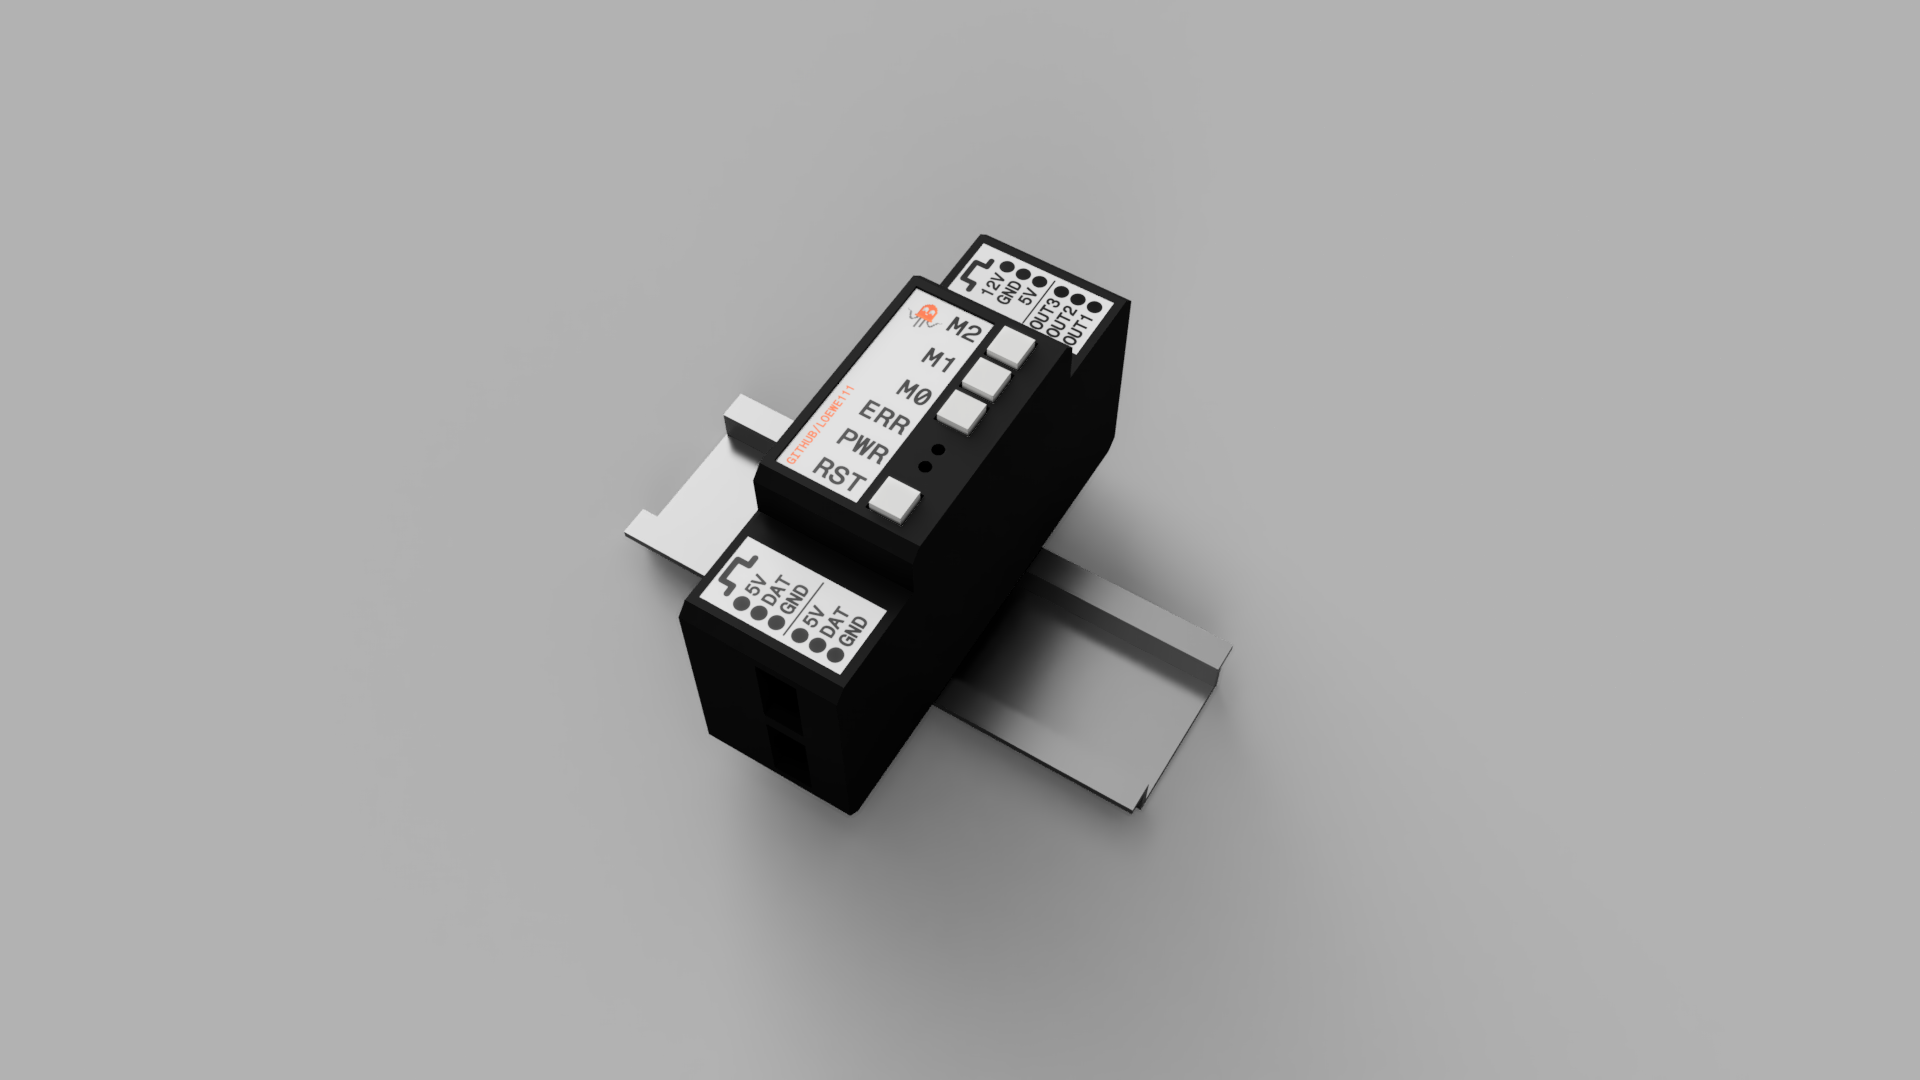 12V
GND
5V
OUT3
OUT2
OUT1
M2
M1
M0
ERR
PWR
RST
GITHUB/LOEWE111
5V
DAT
GND
5V
DAT
GND